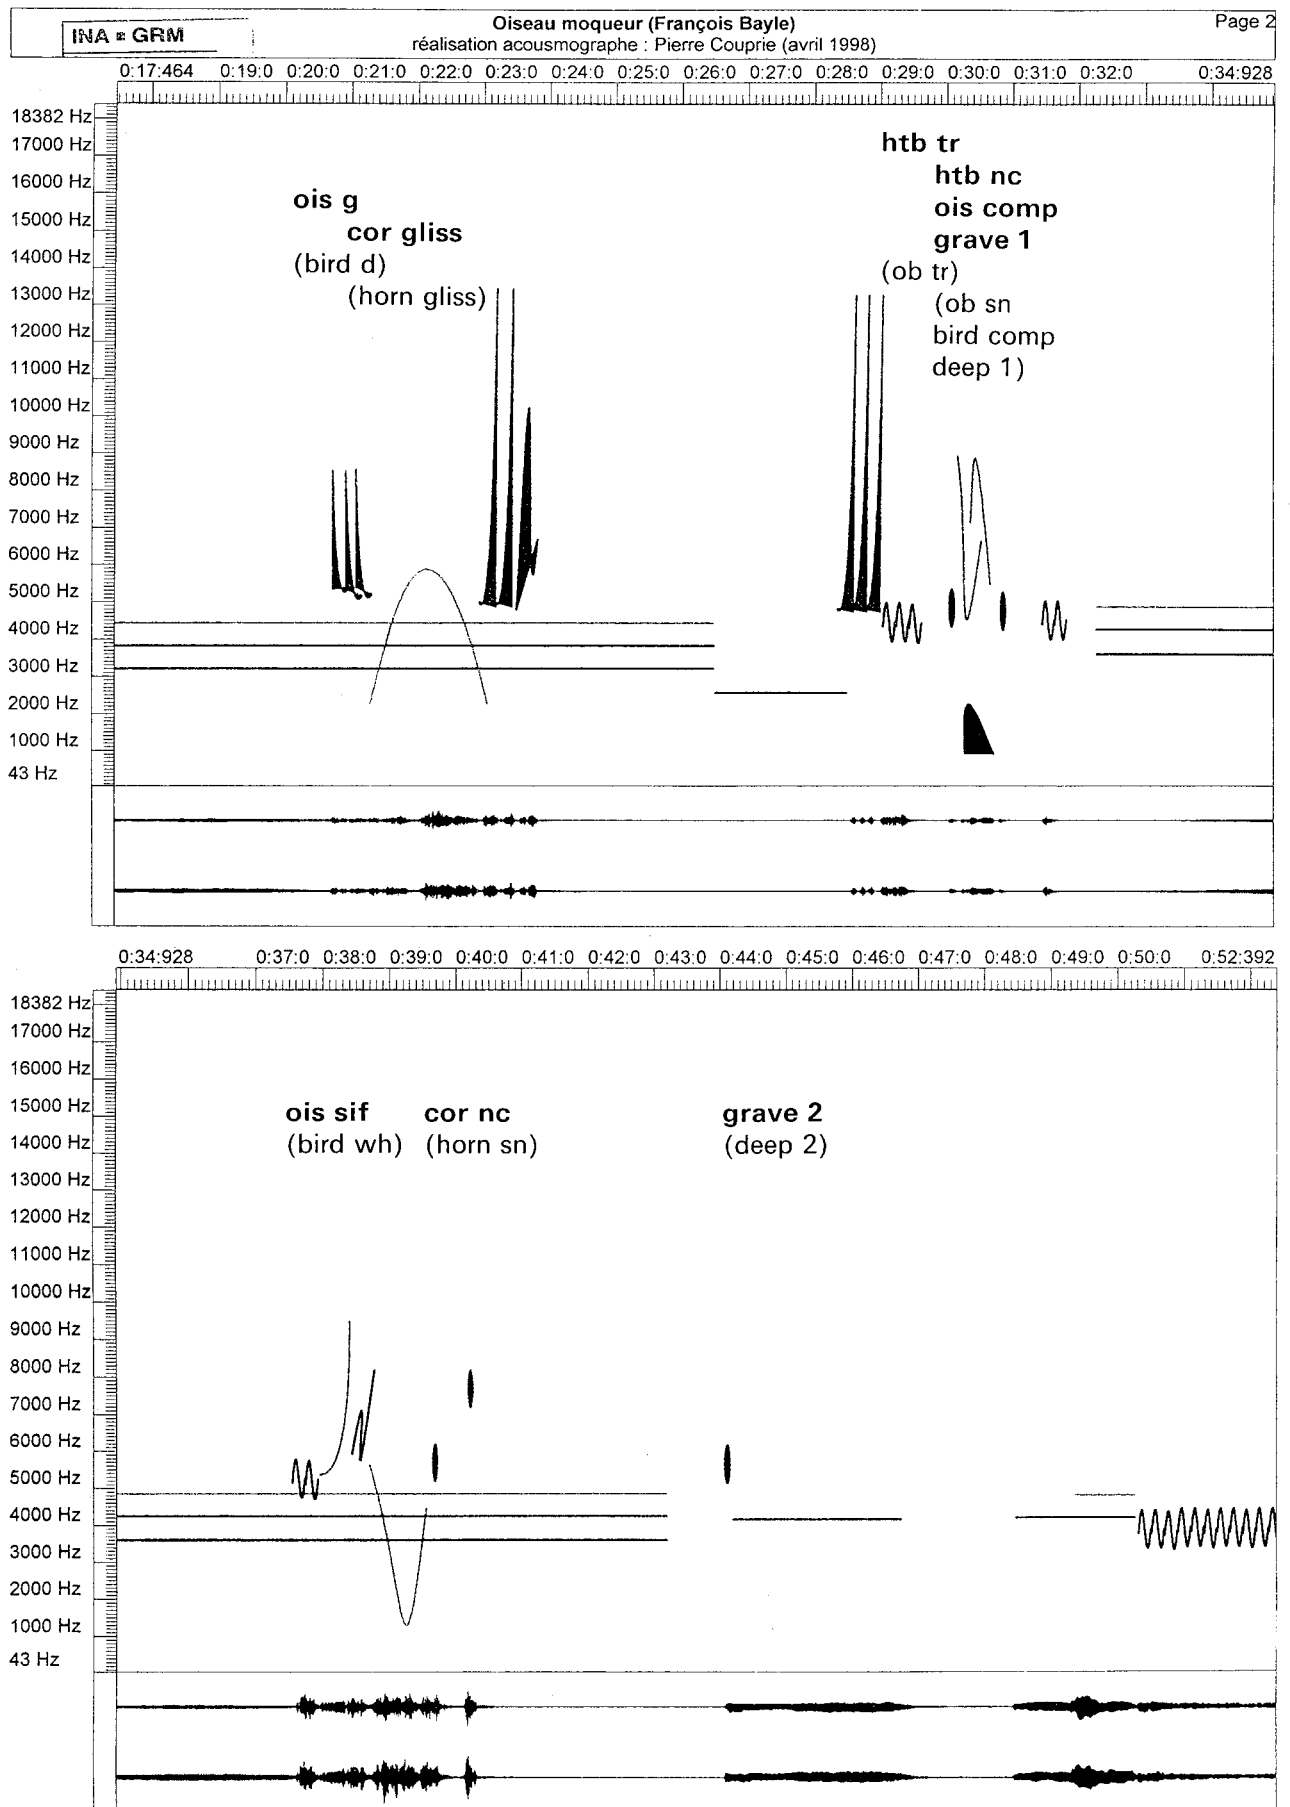 INA GRM
Oiseau moqueur (François Bayle)
réalisation acousmographe : Pierre Couprie (avril 1998)
Page 2
0:17:464 0:19:0 0:20:0 0:21:0 0:22:0 0:23:0 0:24:0 0:25:0 0:26:0 0:27:0 0:28:0 0:29:0 0:30:0 0:31:0 0:32:0 0:34:928
18382 Hz
17000 Hz
16000 Hz
15000 Hz
14000 Hz
13000 Hz
12000 Hz
11000 Hz
10000 Hz
9000 Hz
8000 Hz
7000 Hz
6000 Hz
5000 Hz
4000 Hz
3000 Hz
2000 Hz
1000 Hz
43 Hz
ois g
cor gliss
(bird d)
(horn gliss)
htb tr
htb nc
ois comp
grave 1
(ob tr)
(ob sn
bird comp
deep 1)
0:34:928 0:37:0 0:38:0 0:39:0 0:40:0 0:41:0 0:42:0 0:43:0 0:44:0 0:45:0 0:46:0 0:47:0 0:48:0 0:49:0 0:50:0 0:52:392
18382 Hz
17000 Hz
16000 Hz
15000 Hz
14000 Hz
13000 Hz
12000 Hz
11000 Hz
10000 Hz
9000 Hz
8000 Hz
7000 Hz
6000 Hz
5000 Hz
4000 Hz
3000 Hz
2000 Hz
1000 Hz
43 Hz
ois sif
(bird wh)
cor nc
(horn sn)
grave 2
(deep 2)